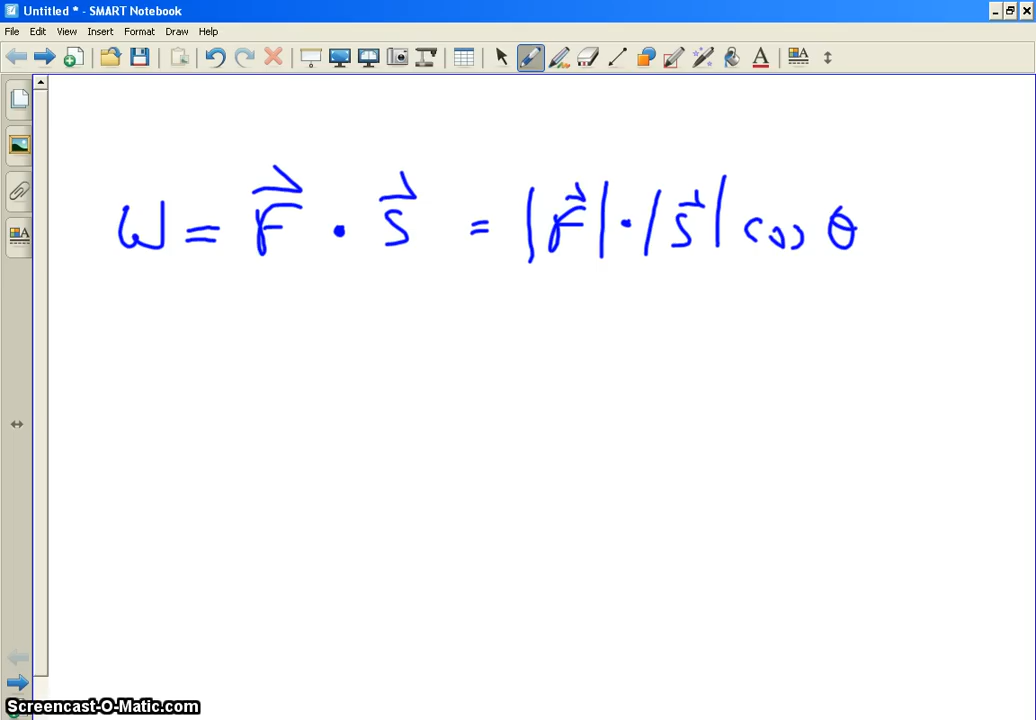 Untitled * - SMART Notebook
File Edit View Insert Format Draw Help
W = F⃗ • s⃗ = |F⃗| • |s⃗| cos θ
Screencast-O-Matic.com